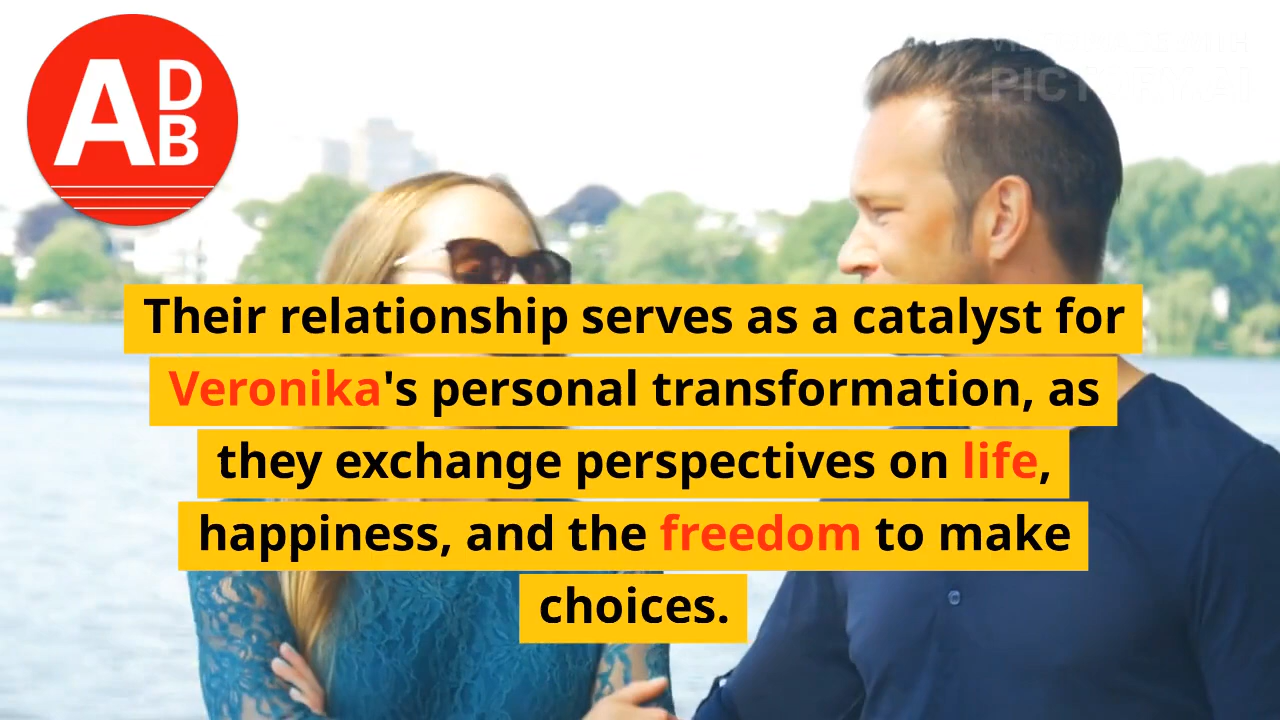 ADB
Their relationship serves as a catalyst for
Veronika's personal transformation, as
they exchange perspectives on life,
happiness, and the freedom to make
choices.